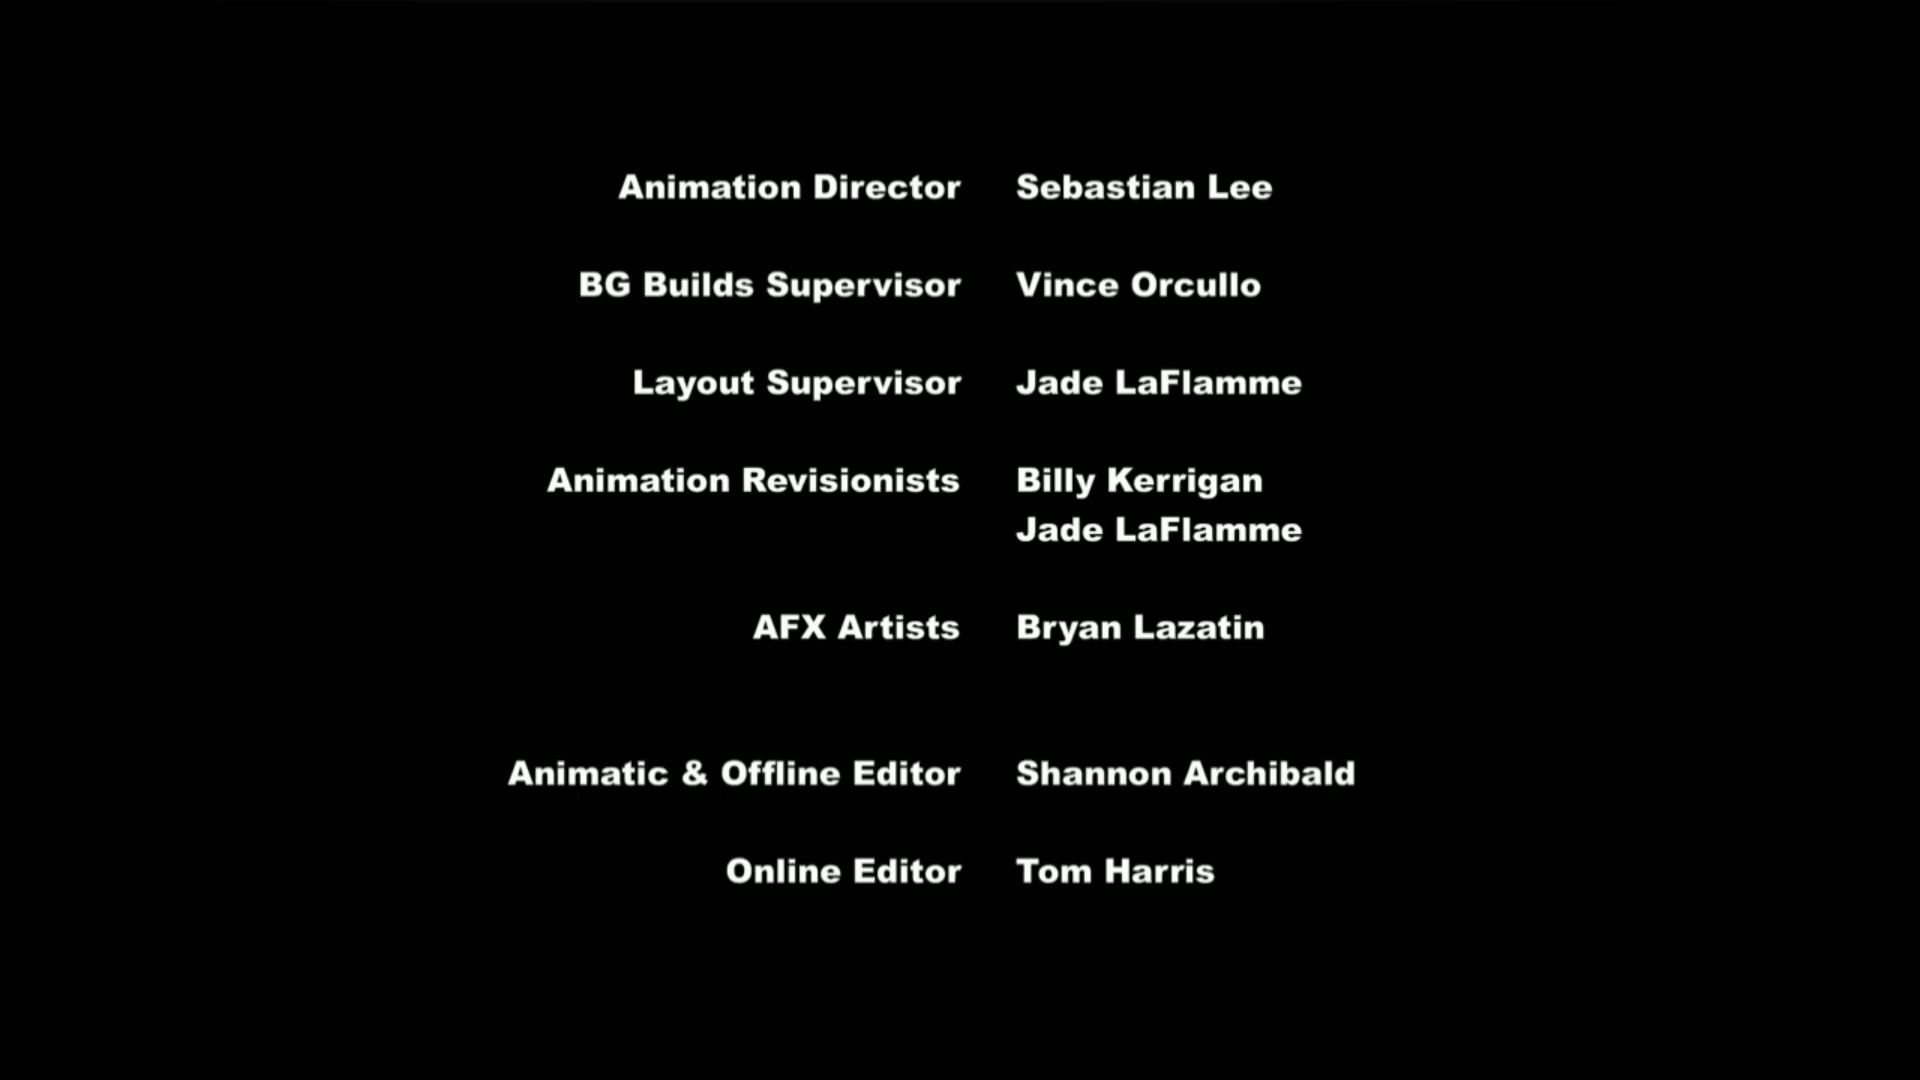 Animation Director Sebastian Lee
BG Builds Supervisor Vince Orcullo
Layout Supervisor Jade LaFlamme
Animation Revisionists Billy Kerrigan
Jade LaFlamme
AFX Artists Bryan Lazatin
Animatic & Offline Editor Shannon Archibald
Online Editor Tom Harris